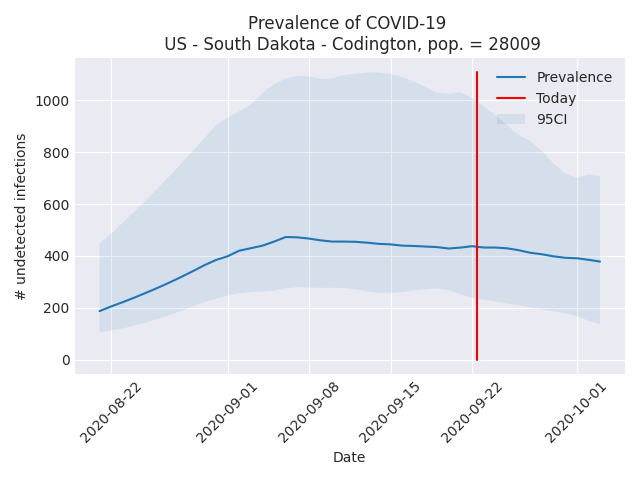 Prevalence of COVID-19
US - South Dakota - Codington, pop. = 28009
Prevalence
Today
95CI
# undetected infections
1000
800
600
400
200
0
2020-08-22
2020-09-01
2020-09-08
2020-09-15
2020-09-22
2020-10-01
Date